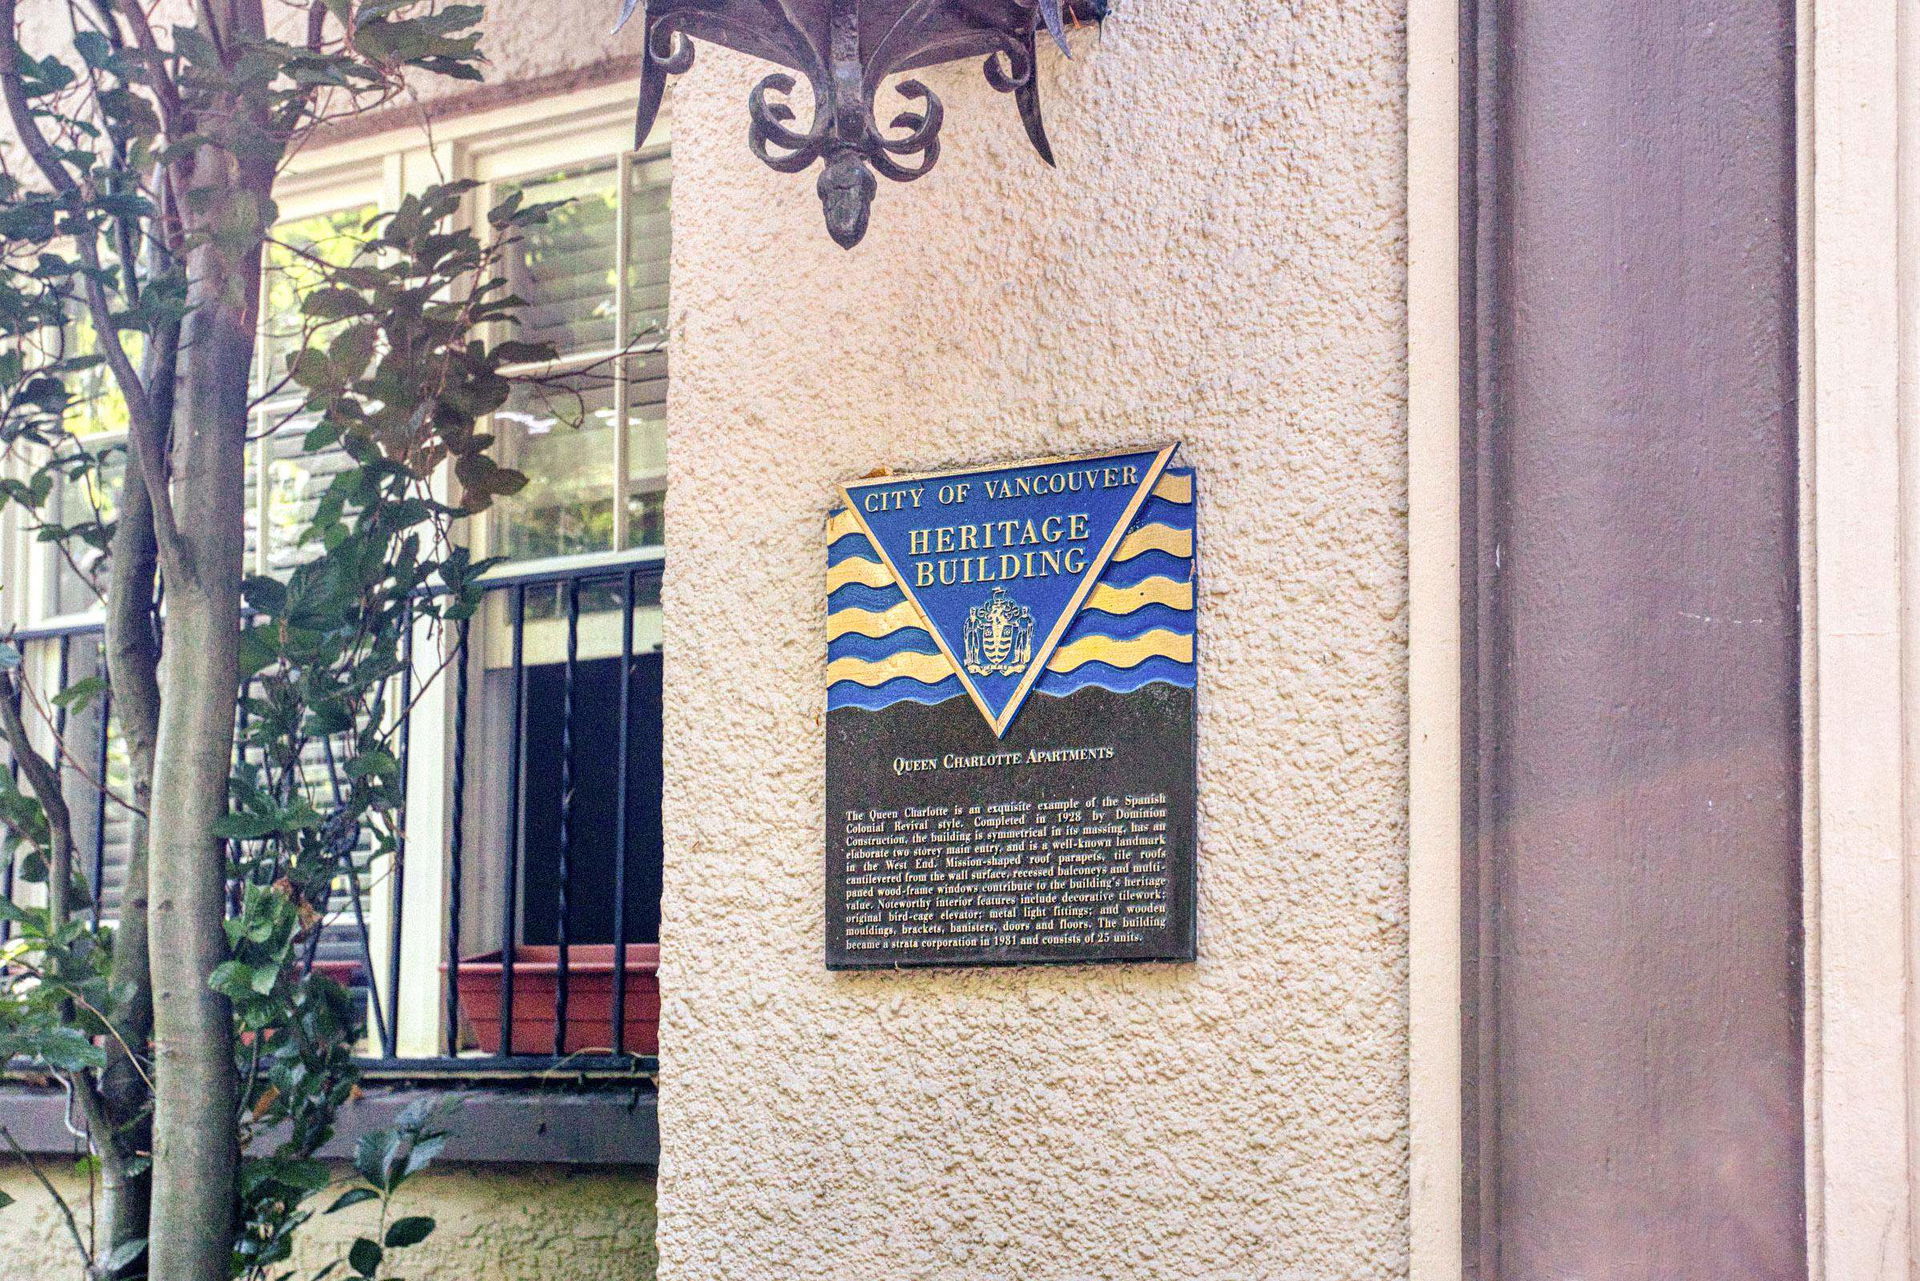 CITY OF VANCOUVER
HERITAGE
BUILDING
QUEEN CHARLOTTE APARTMENTS
The Queen Charlotte is an exquisite example of the Spanish
Colonial Revival style. Completed in 1928 by Dominion
Construction, the building is symmetrical in its massing, has an
elaborate two storey main entry, and is a well-known landmark
in the West End. Mission-shaped roof parapets, tile roofs
cantilevered from the wall surface, recessed balconeys and multi-
paned wood-frame windows contribute to the building's heritage
value. Noteworthy interior features include decorative tilework;
original bird-cage elevator; metal light fittings; and wooden
mouldings, brackets, banisters, doors and floors. The building
became a strata corporation in 1981 and consists of 25 units.